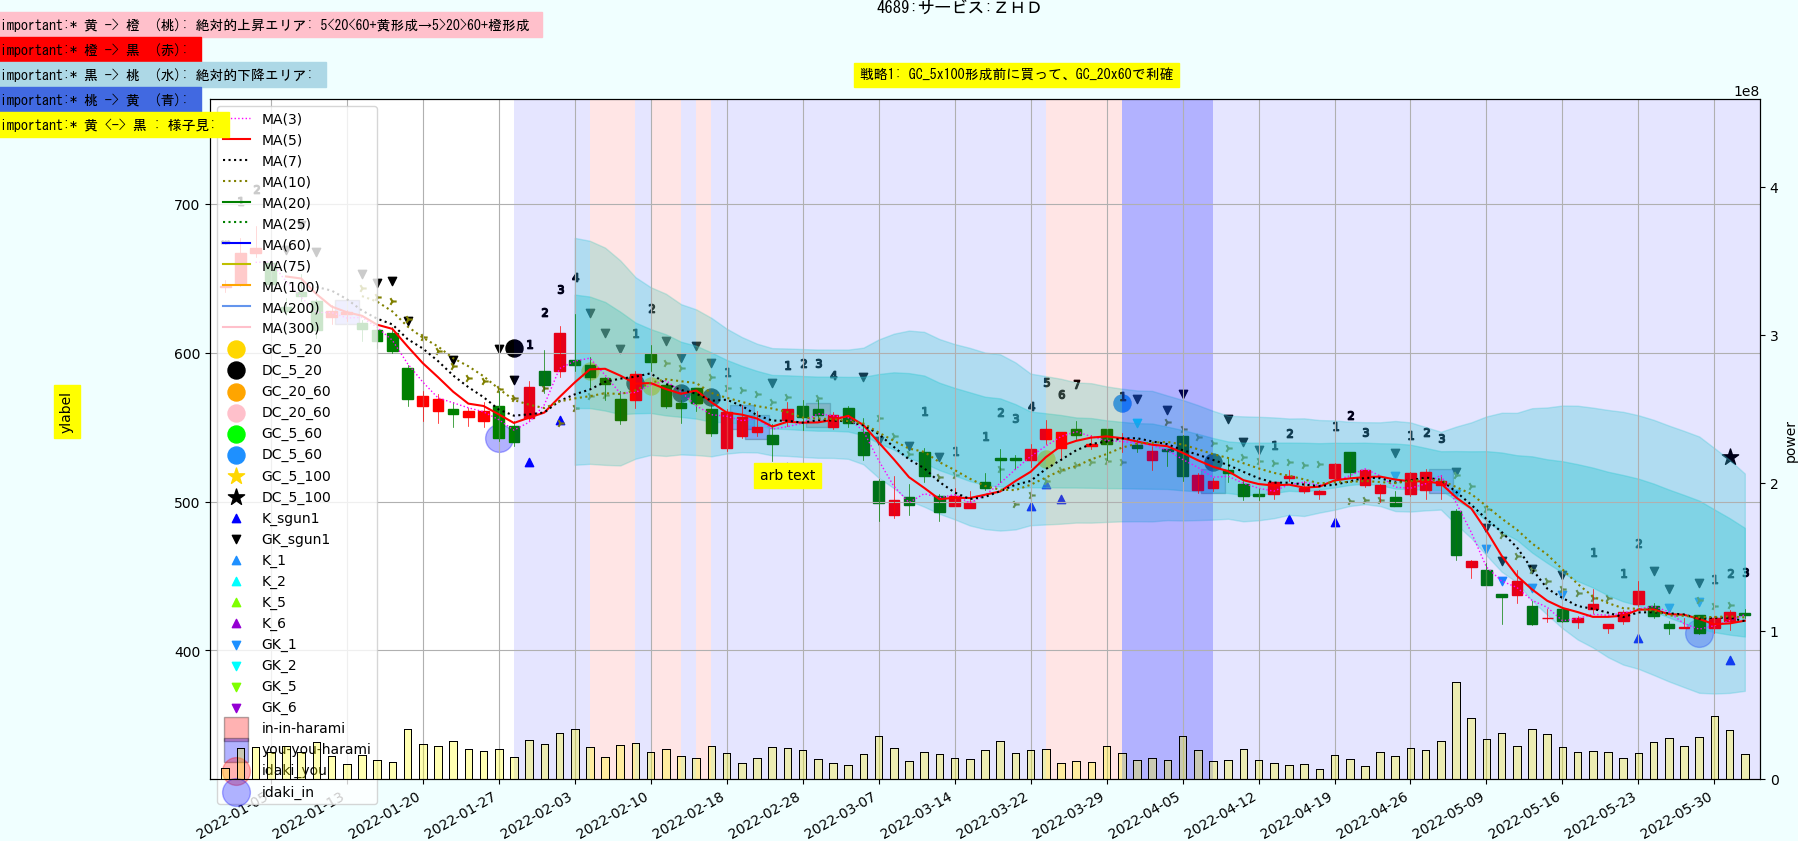 4689:サービス:ＺＨＤ
important:* 黄 -> 橙 （桃）: 絶対的上昇エリア: 5<20<60+黄形成→5>20>60+橙形成
important:* 橙 -> 黒 （赤）:
important:* 黒 -> 桃 （水）: 絶対的下降エリア:
important:* 桃 -> 黄 （青）:
important:* 黄 <-> 黒 : 様子見:
戦略1: GC_5x100形成前に買って、GC_20x60で利確
1e8
MA(3)
MA(5)
MA(7)
MA(10)
MA(20)
MA(25)
MA(60)
MA(75)
MA(100)
MA(200)
MA(300)
GC_5_20
DC_5_20
GC_20_60
DC_20_60
GC_5_60
DC_5_60
GC_5_100
DC_5_100
K_sgun1
GK_sgun1
K_1
K_2
K_5
K_6
GK_1
GK_2
GK_5
GK_6
in-in-harami
you-you-harami
idaki_you
idaki_in
700
600
500
400
ylabel
arb text
4
3
2
1
0
power
2022-01-05
2022-01-13
2022-01-20
2022-01-27
2022-02-03
2022-02-10
2022-02-18
2022-02-28
2022-03-07
2022-03-14
2022-03-22
2022-03-29
2022-04-05
2022-04-12
2022-04-19
2022-04-26
2022-05-09
2022-05-16
2022-05-23
2022-05-30